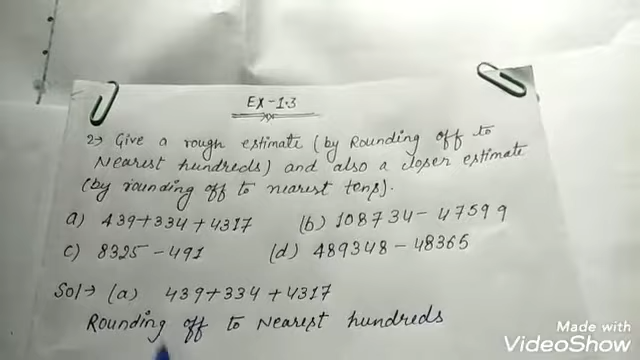 EX-1.3
2→ Give a rough estimate (by Rounding off to
Nearest hundreds) and also a closer estimate
(by rounding off to nearest tens).
a) 439+334+4317 (b) 108734-47599
c) 8325-491 (d) 489348-48365
Sol→ (a) 439+334+4317
Rounding off to Nearest hundreds
Made with
VideoShow